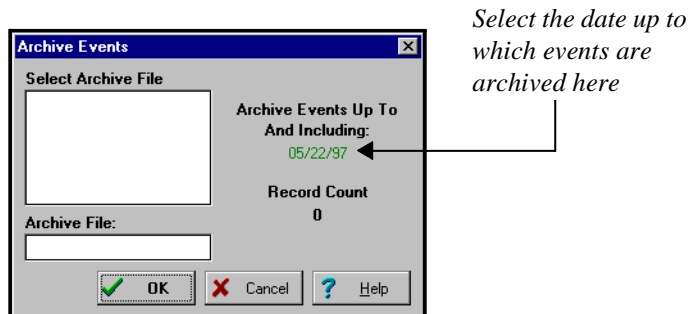 Select the date up to
which events are
archived here
Archive Events
Select Archive File
Archive Events Up To
And Including:
05/22/97
Record Count
0
Archive File:
OK
Cancel
Help